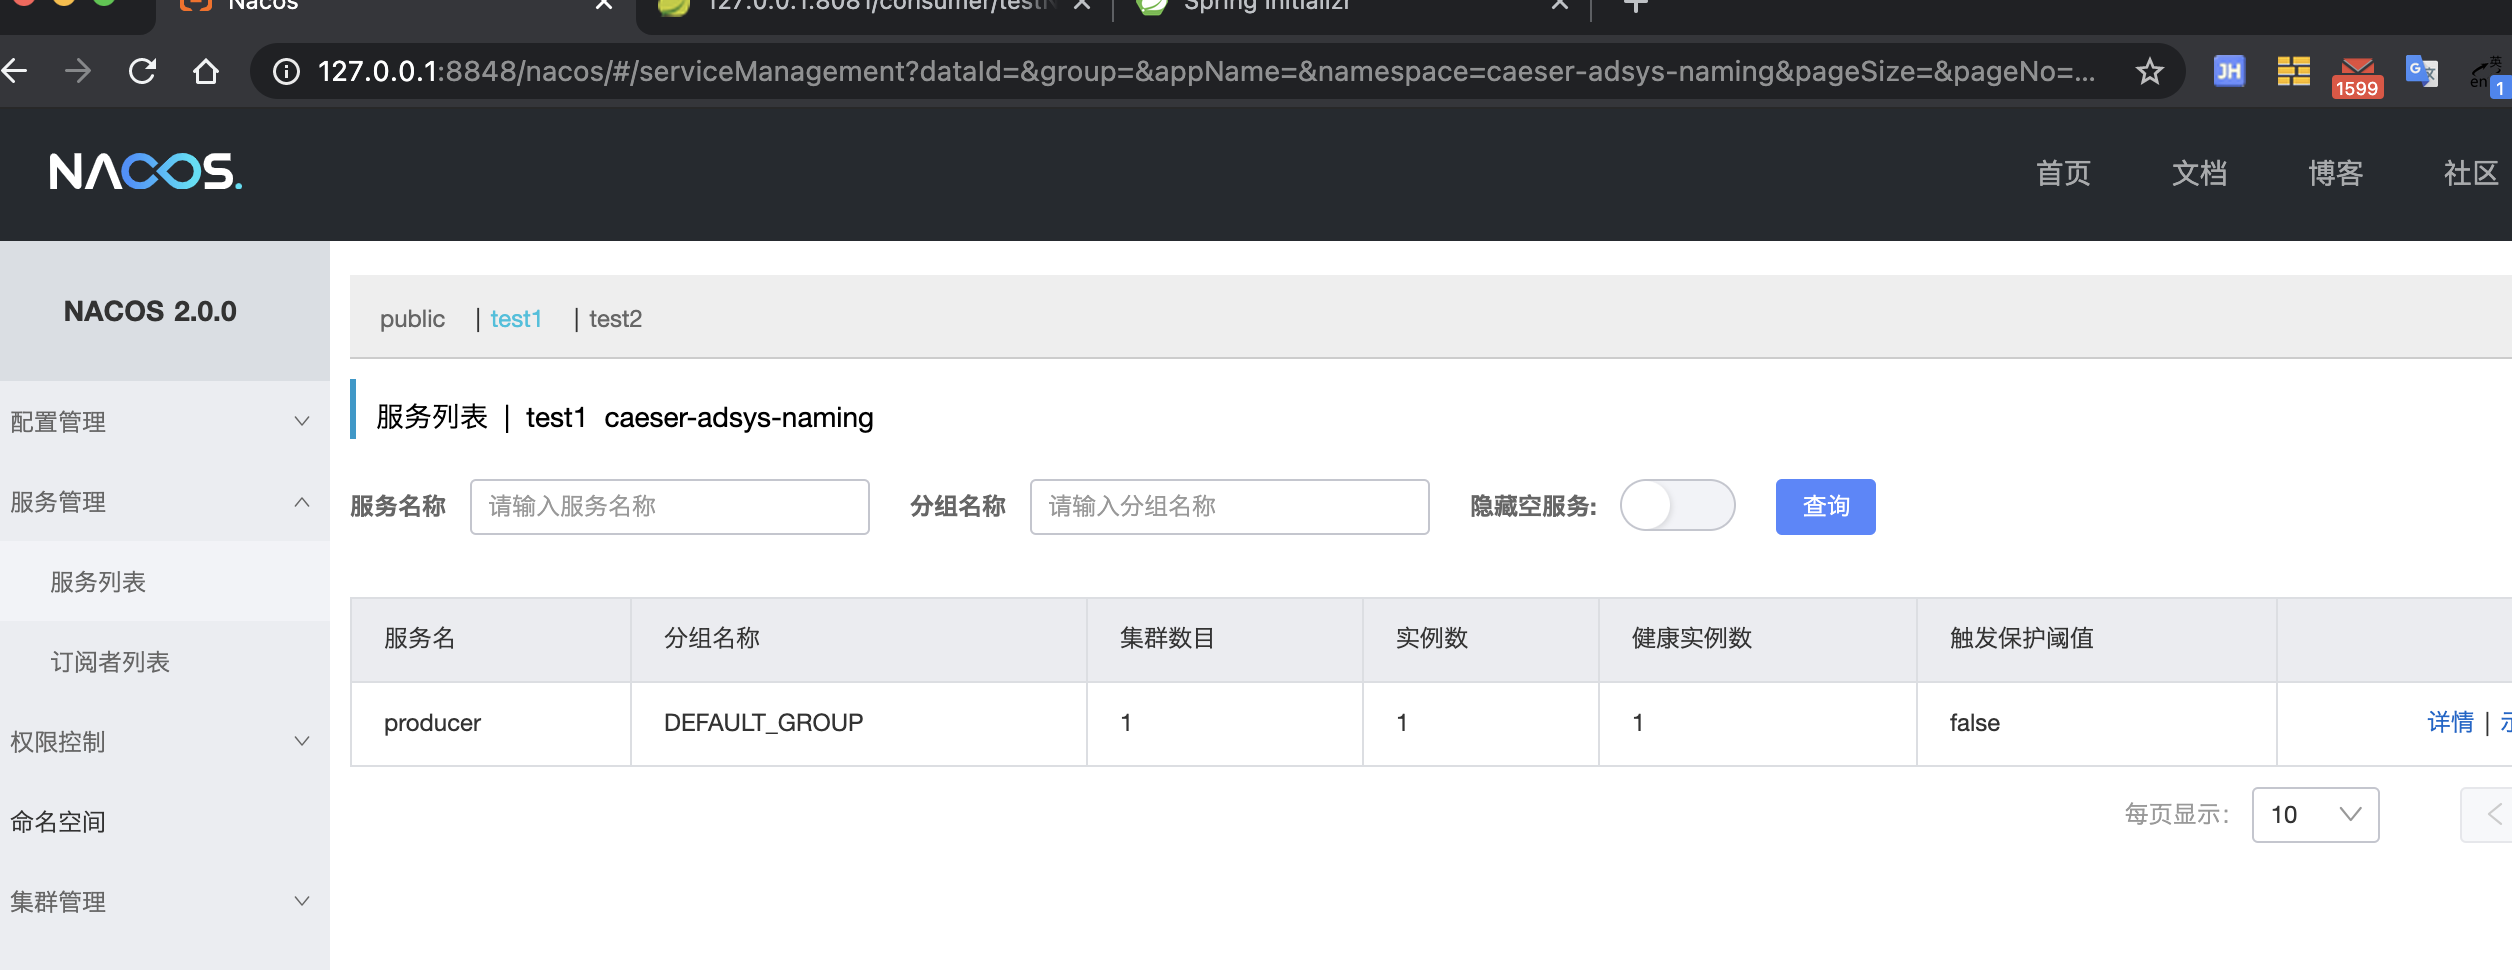 Nacos
127.0.0.1:8081/consumer/test
Spring Initializr
127.0.0.1:8848/nacos/#/serviceManagement?dataId=&group=&appName=&namespace=caeser-adsys-naming&pageSize=&pageNo=...
JH
1599
G 文
en 英 1
NACOS.
首页 文档 博客 社区
NACOS 2.0.0
public | test1 | test2
服务列表 | test1 caeser-adsys-naming
配置管理
服务管理
服务列表
订阅者列表
权限控制
命名空间
集群管理
服务名称 请输入服务名称 分组名称 请输入分组名称 隐藏空服务: 查询
服务名 分组名称 集群数目 实例数 健康实例数 触发保护阈值
producer DEFAULT_GROUP 1 1 1 false 详情 |
每页显示: 10